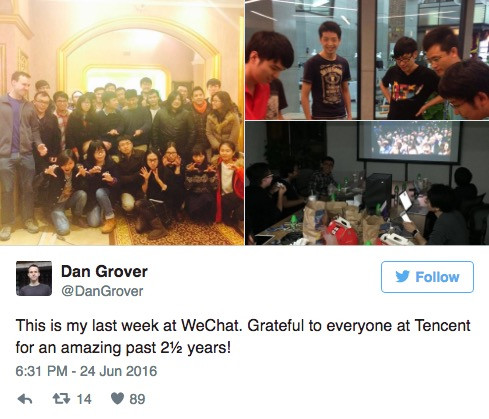 Dan Grover
@DanGrover
Follow
This is my last week at WeChat. Grateful to everyone at Tencent
for an amazing past 2½ years!
6:31 PM - 24 Jun 2016
14
89